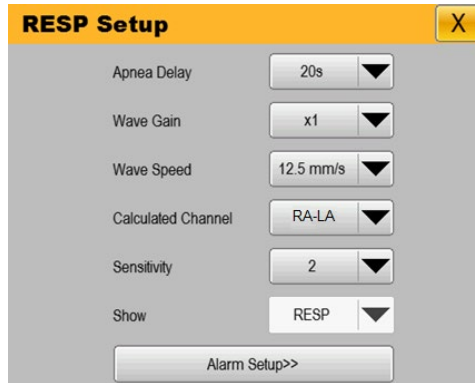 RESP Setup X
Apnea Delay 20s
Wave Gain x1
Wave Speed 12.5 mm/s
Calculated Channel RA-LA
Sensitivity 2
Show RESP
Alarm Setup>>